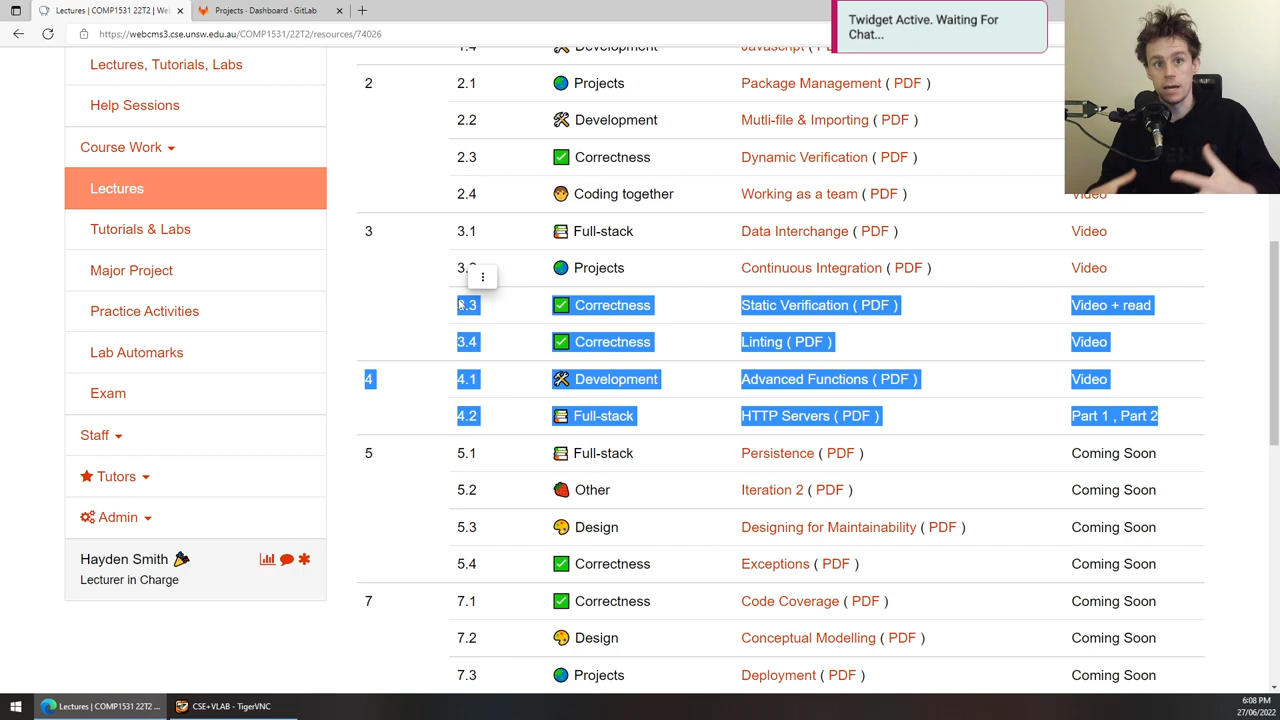 Lectures | COMP1531 22T2 | We
Projects - Dashboard - GitLab
https://webcms3.cse.unsw.edu.au/COMP1531/22T2/resources/74026
Twidget Active. Waiting For
Chat...
Lectures, Tutorials, Labs
Help Sessions
Course Work
Lectures
Tutorials & Labs
Major Project
Practice Activities
Lab Automarks
Exam
Staff
Tutors
Admin
Hayden Smith
Lecturer in Charge
1.4 Development Javascript
2 2.1 Projects Package Management ( PDF )
2.2 Development Mutli-file & Importing ( PDF )
2.3 Correctness Dynamic Verification ( PDF )
2.4 Coding together Working as a team ( PDF ) Video
3 3.1 Full-stack Data Interchange ( PDF ) Video
Projects Continuous Integration ( PDF ) Video
3.3 Correctness Static Verification ( PDF ) Video + read
3.4 Correctness Linting ( PDF ) Video
4 4.1 Development Advanced Functions ( PDF ) Video
4.2 Full-stack HTTP Servers ( PDF ) Part 1 , Part 2
5 5.1 Full-stack Persistence ( PDF ) Coming Soon
5.2 Other Iteration 2 ( PDF ) Coming Soon
5.3 Design Designing for Maintainability ( PDF ) Coming Soon
5.4 Correctness Exceptions ( PDF ) Coming Soon
7 7.1 Correctness Code Coverage ( PDF ) Coming Soon
7.2 Design Conceptual Modelling ( PDF ) Coming Soon
7.3 Projects Deployment ( PDF ) Coming Soon
Lectures | COMP1531 22T2 ...
CSE+VLAB - TigerVNC
6:08 PM
27/06/2022